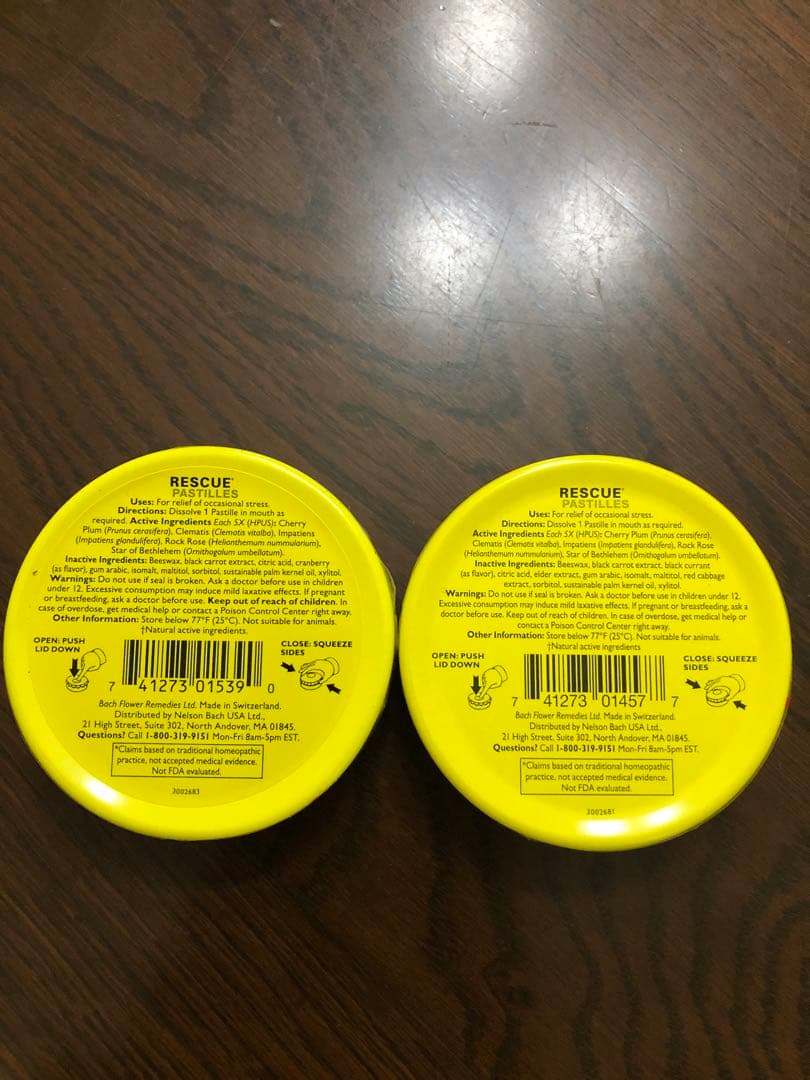 RESCUE®
PASTILLES
Uses: For relief of occasional stress.
Directions: Dissolve 1 Pastille in mouth as
required. Active Ingredients Each 5X (HPUS): Cherry
Plum (Prunus cerasifera), Clematis (Clematis vitalba), Impatiens
(Impatiens glandulifera), Rock Rose (Helianthemum nummularium),
Star of Bethlehem (Ornithogalum umbellatum).
Inactive Ingredients: Beeswax, black carrot extract, citric acid, cranberry
(as flavor), gum arabic, isomalt, maltitol, sorbitol, sustainable palm kernel oil, xylitol.
Warnings: Do not use if seal is broken. Ask a doctor before use in children
under 12. Excessive consumption may induce mild laxative effects. If pregnant
or breastfeeding, ask a doctor before use. Keep out of reach of children. In
case of overdose, get medical help or contact a Poison Control Center right away.
Other Information: Store below 77°F (25°C). Not suitable for animals.
†Natural active ingredients.
OPEN: PUSH
LID DOWN
CLOSE: SQUEEZE
SIDES
7 41273 01539 0
Bach Flower Remedies Ltd. Made in Switzerland.
Distributed by Nelson Bach USA Ltd.,
21 High Street, Suite 302, North Andover, MA 01845.
Questions? Call 1-800-319-9151 Mon-Fri 8am-5pm EST.
*Claims based on traditional homeopathic
practice, not accepted medical evidence.
Not FDA evaluated.
3002683
RESCUE®
PASTILLES
Uses: For relief of occasional stress.
Directions: Dissolve 1 Pastille in mouth as required.
Active Ingredients Each 5X (HPUS): Cherry Plum (Prunus cerasifera),
Clematis (Clematis vitalba), Impatiens (Impatiens glandulifera), Rock Rose
(Helianthemum nummularium), Star of Bethlehem (Ornithogalum umbellatum).
Inactive Ingredients: Beeswax, black carrot extract, black currant
(as flavor), citric acid, elder extract, gum arabic, isomalt, maltitol, red cabbage
extract, sorbitol, sustainable palm kernel oil, xylitol.
Warnings: Do not use if seal is broken. Ask a doctor before use in children under 12.
Excessive consumption may induce mild laxative effects. If pregnant or breastfeeding, ask a
doctor before use. Keep out of reach of children. In case of overdose, get medical help or
contact a Poison Control Center right away.
Other Information: Store below 77°F (25°C). Not suitable for animals.
†Natural active ingredients
OPEN: PUSH
LID DOWN
CLOSE: SQUEEZE
SIDES
7 41273 01457 7
Bach Flower Remedies Ltd. Made in Switzerland.
Distributed by Nelson Bach USA Ltd.,
21 High Street, Suite 302, North Andover, MA 01845.
Questions? Call 1-800-319-9151 Mon-Fri 8am-5pm EST.
*Claims based on traditional homeopathic
practice, not accepted medical evidence.
Not FDA evaluated.
3002681